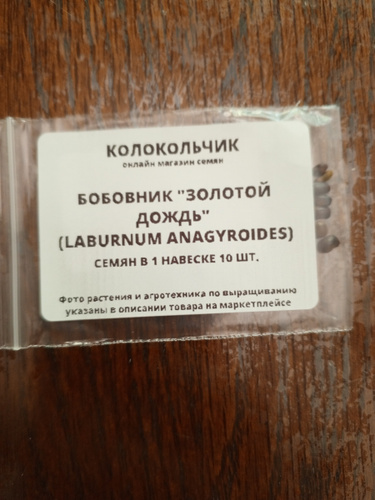 КОЛОКОЛЬЧИК
онлайн магазин семян
БОБОВНИК "ЗОЛОТОЙ
ДОЖДЬ"
(LABURNUM ANAGYROIDES)
СЕМЯН В 1 НАВЕСКЕ 10 ШТ.
Фото растения и агротехника по выращиванию
указаны в описании товара на маркетплейсе